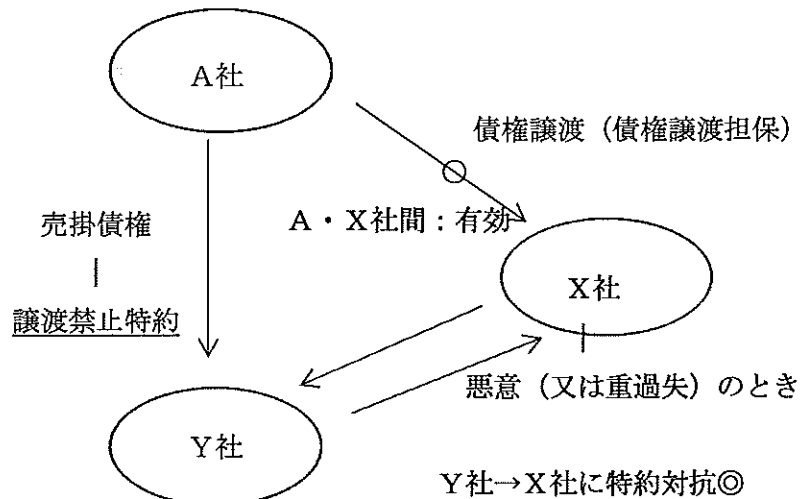 A社
債権譲渡（債権譲渡担保）
売掛債権
A・X社間：有効
X社
譲渡禁止特約
悪意（又は重過失）のとき
Y社
Y社→X社に特約対抗◎